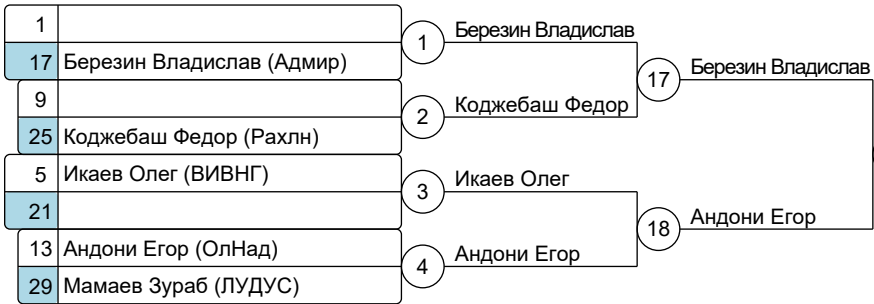 1
17 Березин Владислав (Адмир)
9
25 Коджебаш Федор (Рахлн)
5 Икаев Олег (ВИВНГ)
21
13 Андони Егор (ОлНад)
29 Мамаев Зураб (ЛУДУС)
1 Березин Владислав
2 Коджебаш Федор
3 Икаев Олег
4 Андони Егор
17 Березин Владислав
18 Андони Егор